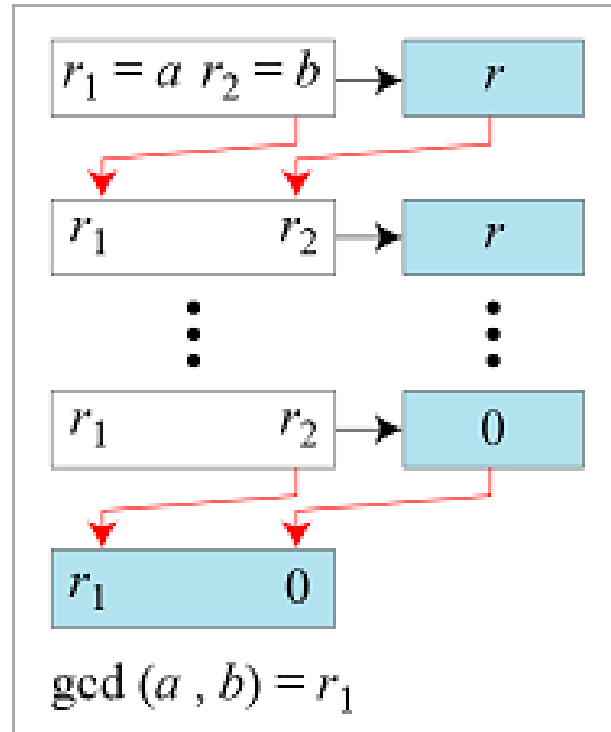 r₁ = a r₂ = b r
r₁ r₂ r
r₁ r₂ 0
r₁ 0
gcd (a , b) = r₁